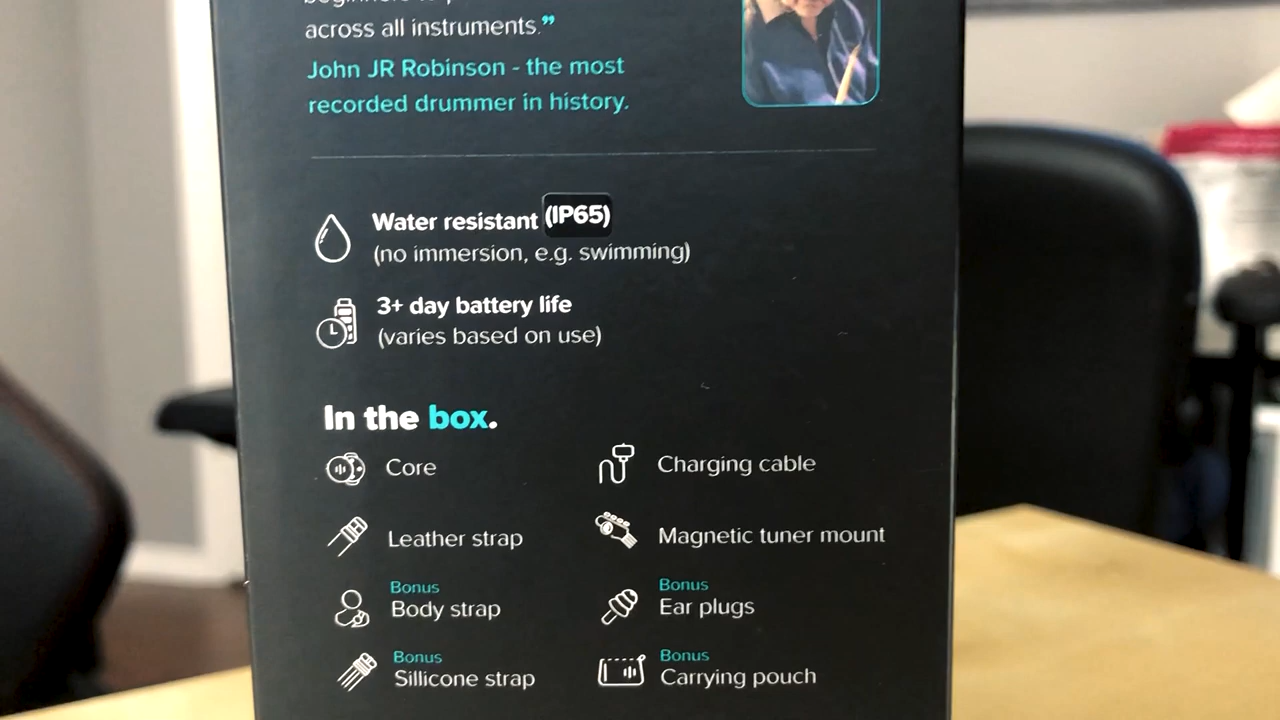 across all instruments.”
John JR Robinson - the most
recorded drummer in history.
Water resistant (IP65)
(no immersion, e.g. swimming)
3+ day battery life
(varies based on use)
In the box.
Core
Charging cable
Leather strap
Magnetic tuner mount
Bonus
Body strap
Bonus
Ear plugs
Bonus
Sillicone strap
Bonus
Carrying pouch